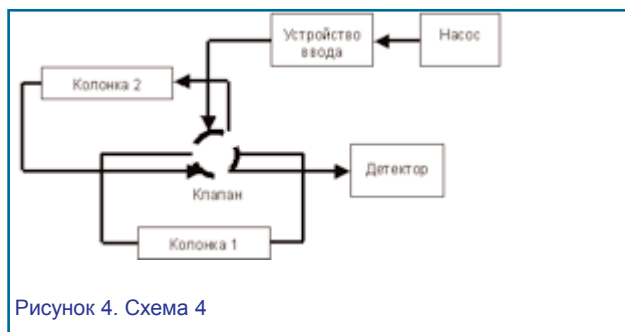 Устройство
ввода
Насос
Колонка 2
Детектор
Клапан
Колонка 1
Рисунок 4. Схема 4